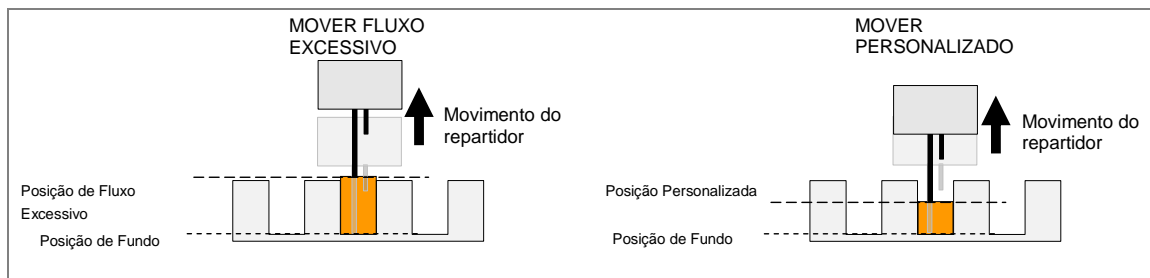 MOVER FLUXO
EXCESSIVO
Movimento do
repartidor
Posição de Fluxo
Excessivo
Posição de Fundo
MOVER
PERSONALIZADO
Movimento do
repartidor
Posição Personalizada
Posição de Fundo